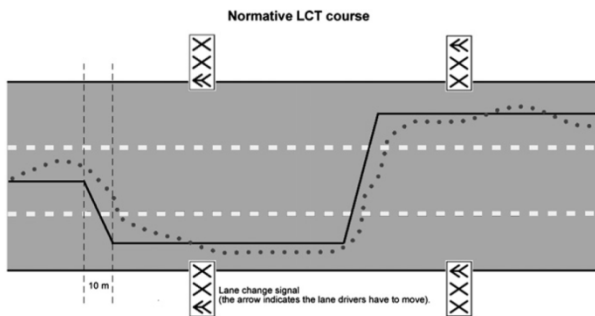 Normative LCT course
10 m
Lane change signal
(the arrow indicates the lane drivers have to move).